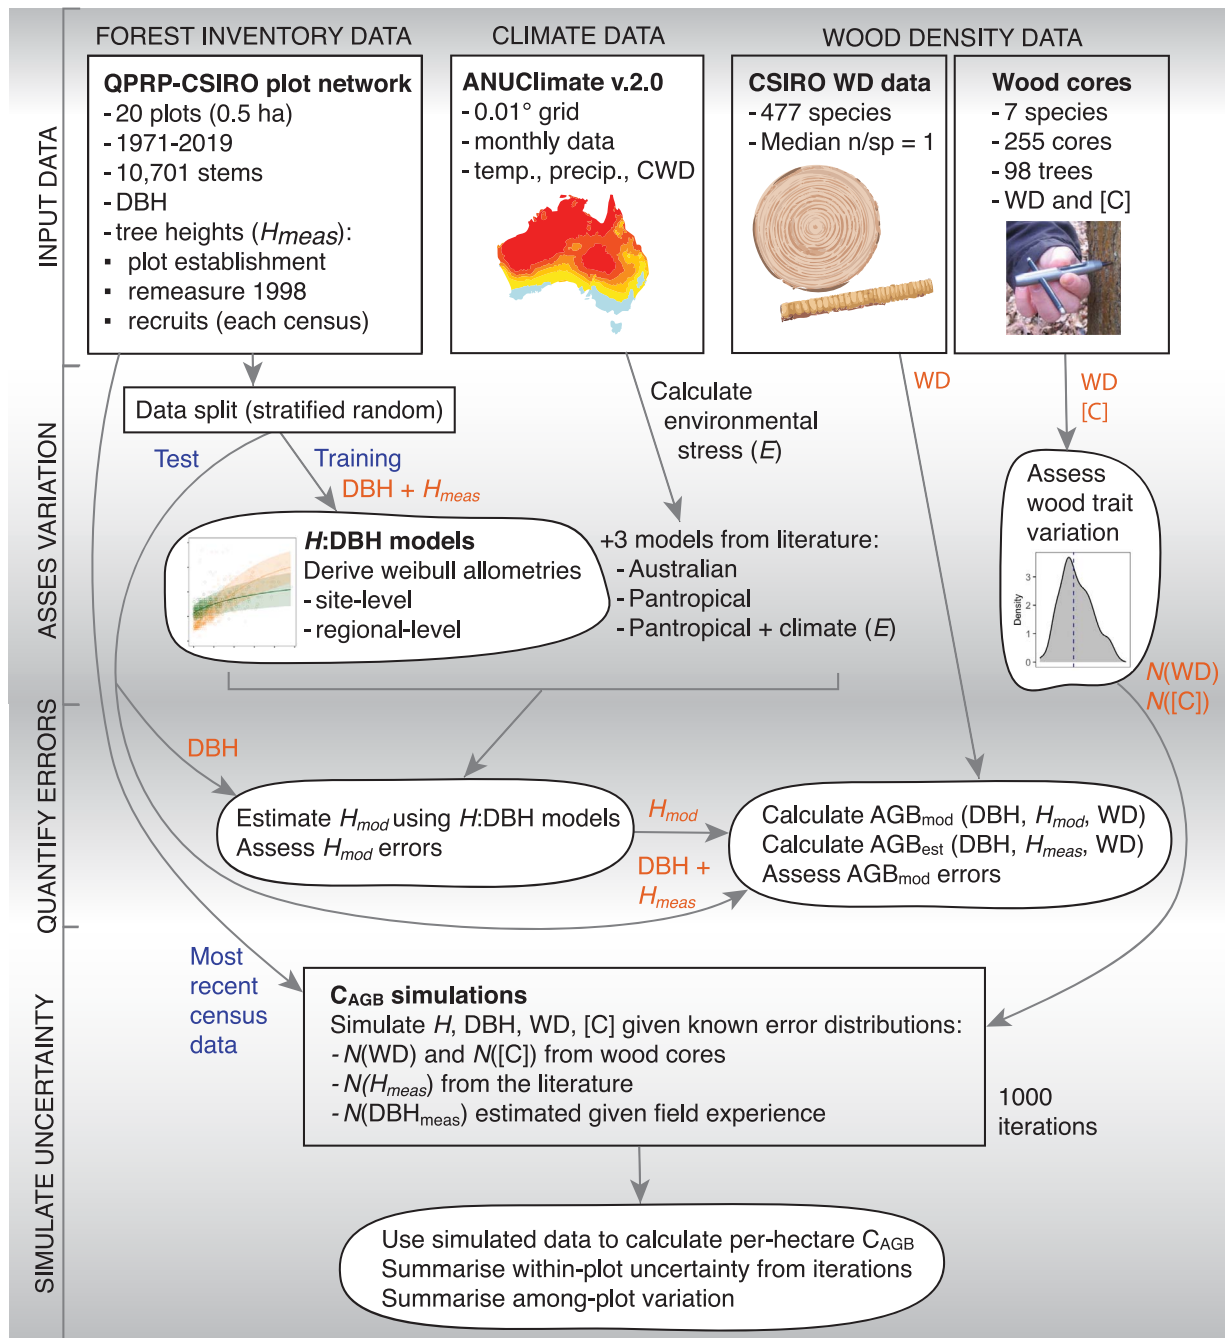 FOREST INVENTORY DATA
CLIMATE DATA
WOOD DENSITY DATA
INPUT DATA
QPRP-CSIRO plot network
- 20 plots (0.5 ha)
- 1971-2019
- 10,701 stems
- DBH
- tree heights (Hmeas):
▪ plot establishment
▪ remeasure 1998
▪ recruits (each census)
ANUClimate v.2.0
- 0.01° grid
- monthly data
- temp., precip., CWD
CSIRO WD data
- 477 species
- Median n/sp = 1
Wood cores
- 7 species
- 255 cores
- 98 trees
- WD and [C]
ASSES VARIATION
Data split (stratified random)
Test
Training
DBH + Hmeas
Calculate
environmental
stress (E)
WD
WD
[C]
H:DBH models
Derive weibull allometries
- site-level
- regional-level
+3 models from literature:
- Australian
- Pantropical
- Pantropical + climate (E)
Assess
wood trait
variation
Density
3
2
1
0
N(WD)
N([C])
QUANTIFY ERRORS
DBH
Estimate Hmod using H:DBH models
Assess Hmod errors
Hmod
DBH +
Hmeas
Calculate AGBmod (DBH, Hmod, WD)
Calculate AGBest (DBH, Hmeas, WD)
Assess AGBmod errors
SIMULATE UNCERTAINTY
Most
recent
census
data
CAGB simulations
Simulate H, DBH, WD, [C] given known error distributions:
- N(WD) and N([C]) from wood cores
- N(Hmeas) from the literature
- N(DBHmeas) estimated given field experience
1000
iterations
Use simulated data to calculate per-hectare CAGB
Summarise within-plot uncertainty from iterations
Summarise among-plot variation